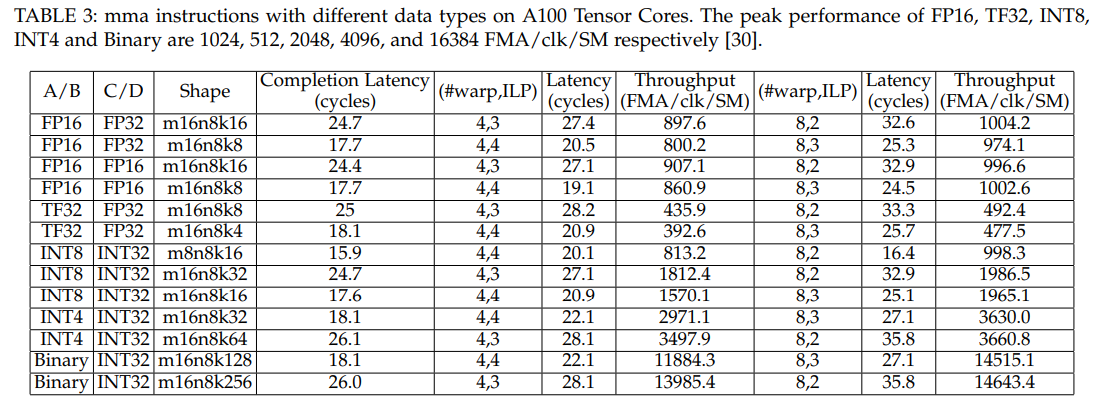 TABLE 3: mma instructions with different data types on A100 Tensor Cores. The peak performance of FP16, TF32, INT8,
INT4 and Binary are 1024, 512, 2048, 4096, and 16384 FMA/clk/SM respectively [30].
A/B C/D Shape Completion Latency (cycles) (#warp,ILP) Latency (cycles) Throughput (FMA/clk/SM) (#warp,ILP) Latency (cycles) Throughput (FMA/clk/SM)
FP16 FP32 m16n8k16 24.7 4,3 27.4 897.6 8,2 32.6 1004.2
FP16 FP32 m16n8k8 17.7 4,4 20.5 800.2 8,3 25.3 974.1
FP16 FP16 m16n8k16 24.4 4,3 27.1 907.1 8,2 32.9 996.6
FP16 FP16 m16n8k8 17.7 4,4 19.1 860.9 8,3 24.5 1002.6
TF32 FP32 m16n8k8 25 4,3 28.2 435.9 8,2 33.3 492.4
TF32 FP32 m16n8k4 18.1 4,4 20.9 392.6 8,3 25.7 477.5
INT8 INT32 m8n8k16 15.9 4,4 20.1 813.2 8,2 16.4 998.3
INT8 INT32 m16n8k32 24.7 4,3 27.1 1812.4 8,2 32.9 1986.5
INT8 INT32 m16n8k16 17.6 4,4 20.9 1570.1 8,3 25.1 1965.1
INT4 INT32 m16n8k32 18.1 4,4 22.1 2971.1 8,3 27.1 3630.0
INT4 INT32 m16n8k64 26.1 4,3 28.1 3497.9 8,2 35.8 3660.8
Binary INT32 m16n8k128 18.1 4,4 22.1 11884.3 8,3 27.1 14515.1
Binary INT32 m16n8k256 26.0 4,3 28.1 13985.4 8,2 35.8 14643.4